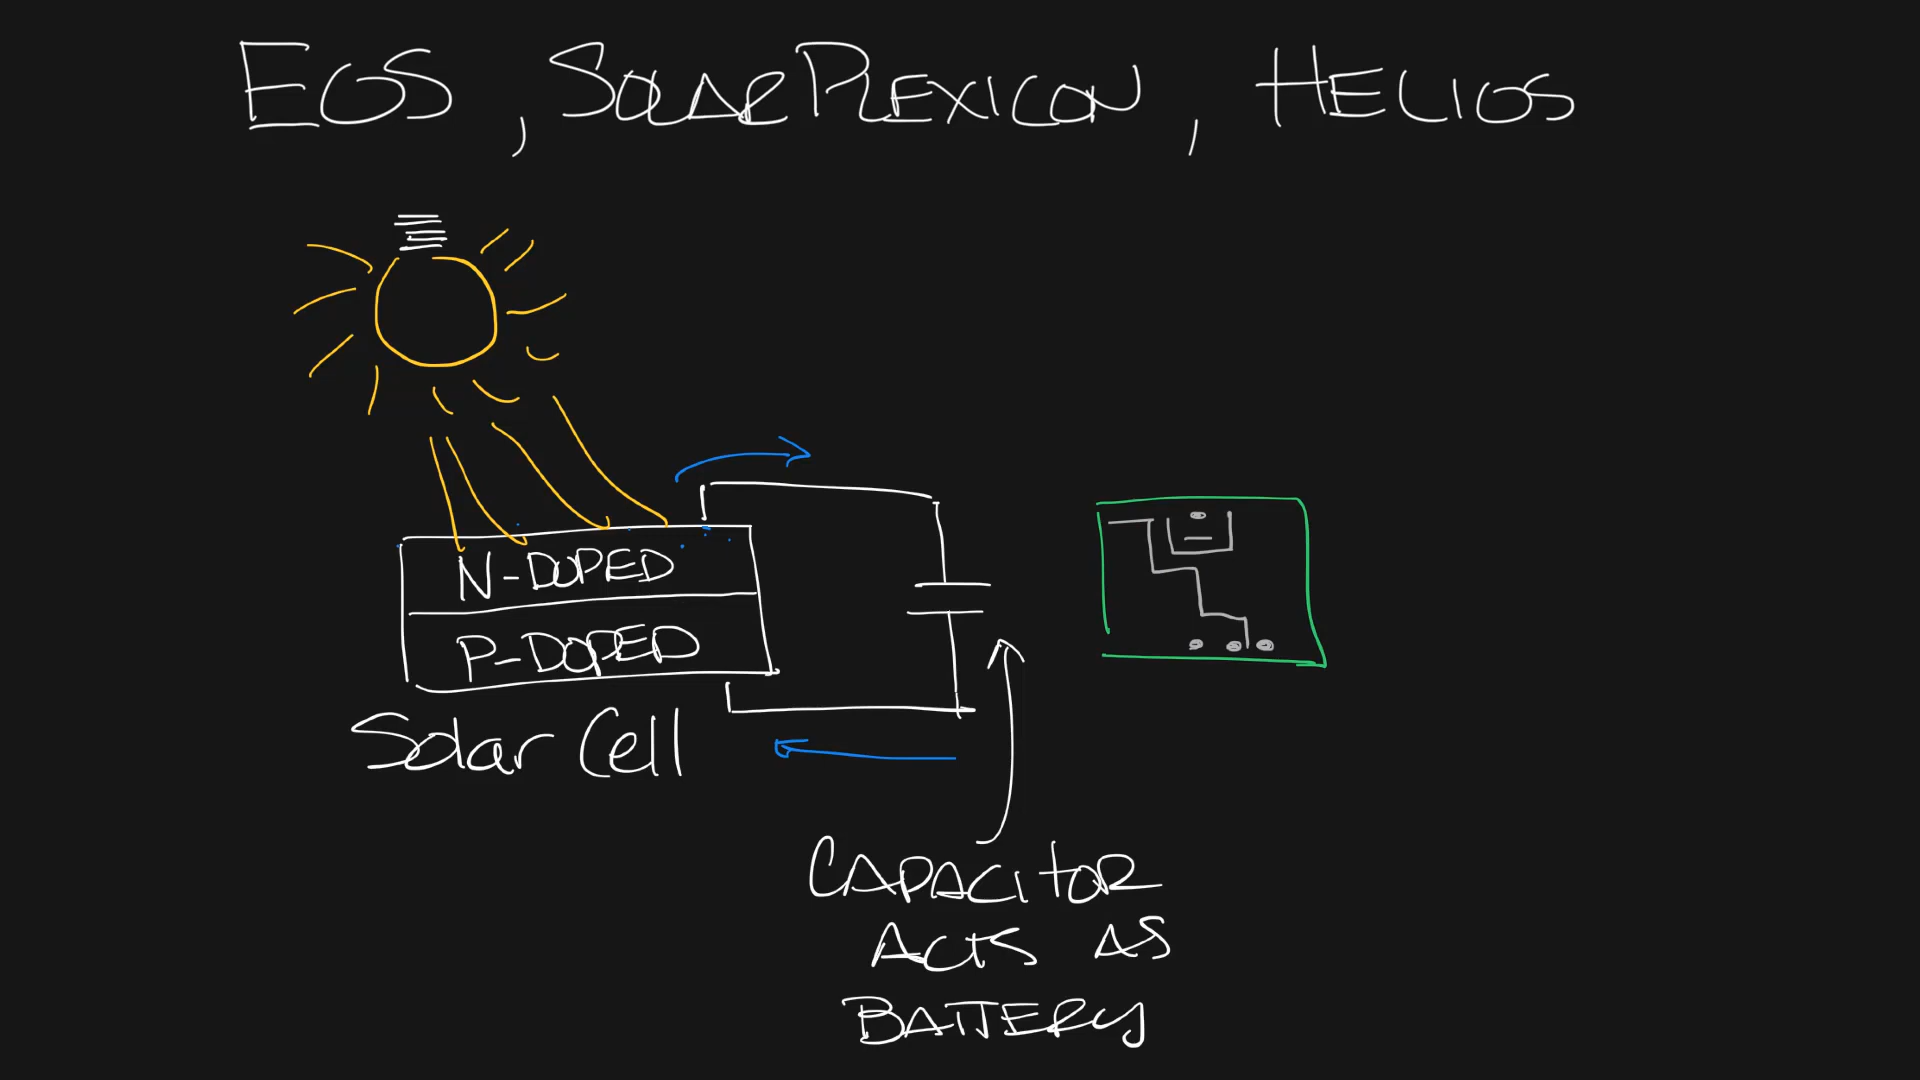 EOS, SOLARPLEXICON, HELIOS
N-DOPED
P-DOPED
Solar Cell
CAPACITOR
ACTS AS
BATTERY